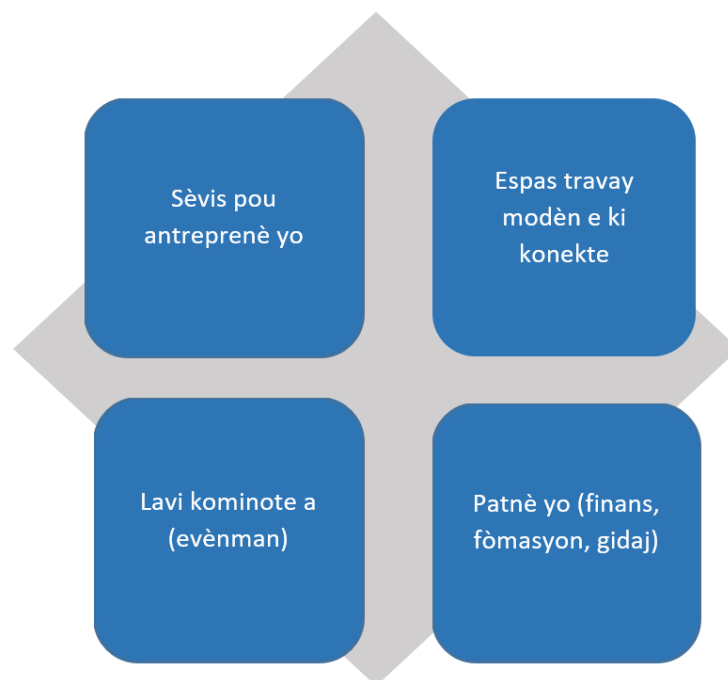 Sèvis pou
antreprenè yo
Espas travay
modèn e ki
konekte
Lavi kominote a
(evènman)
Patnè yo (finans,
fòmasyon, gidaj)